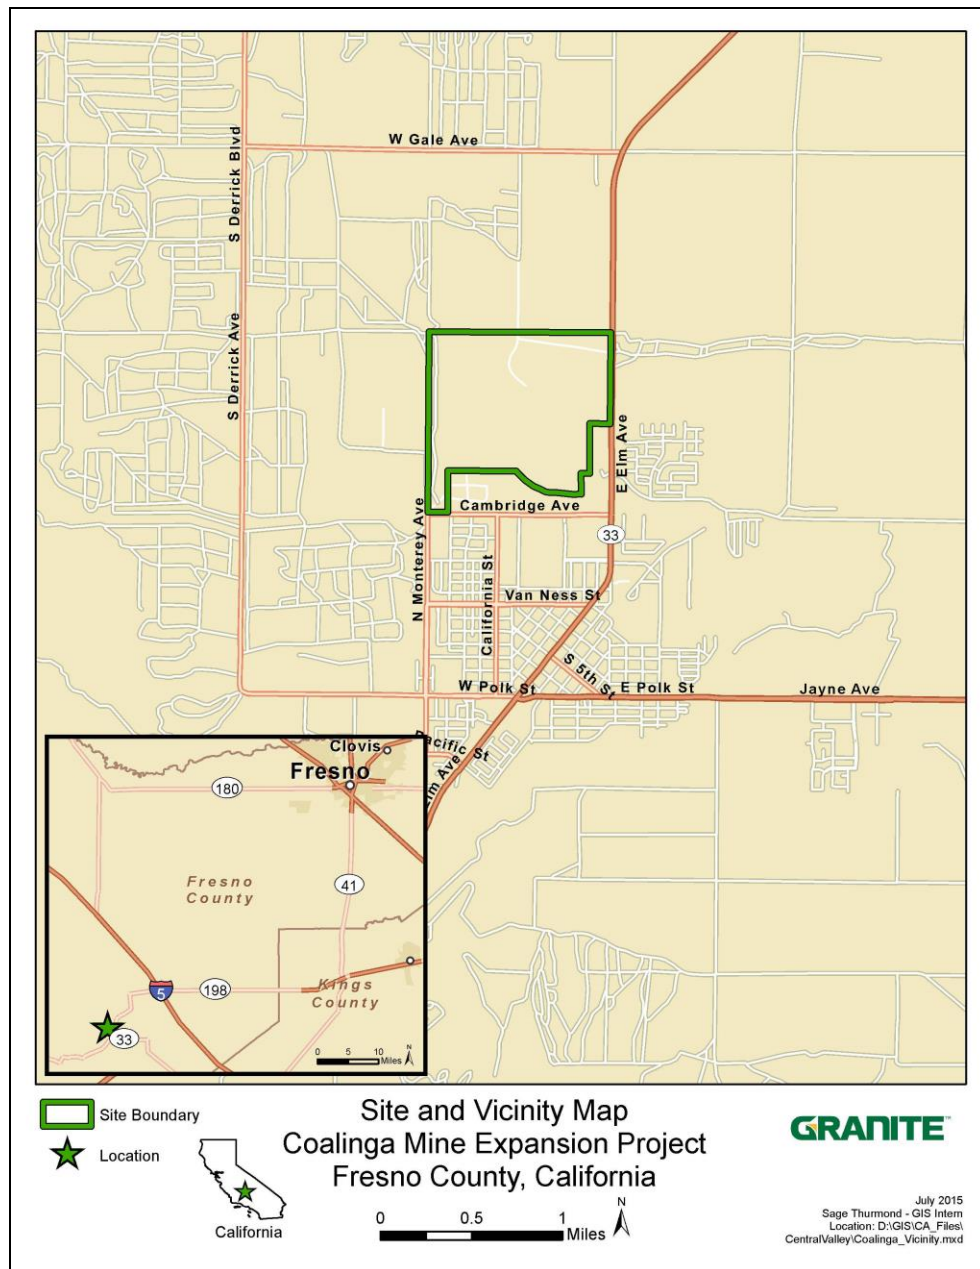 W Gale Ave
S Derrick Blvd
S Derrick Ave
E Elm Ave
Cambridge Ave
N Monterey Ave
33
California St
Van Ness St
S 5th St
W Polk St
E Polk St
Jayne Ave
Pacific St
Elm Ave
Clovis
Fresno
180
Fresno
County
41
5
198
Kings
County
33
0 5 10
Miles
N
Site Boundary
Location
California
Site and Vicinity Map
Coalinga Mine Expansion Project
Fresno County, California
0 0.5 1
Miles
N
GRANITE
July 2015
Sage Thurmond - GIS Intern
Location: D:\GIS\CA_Files\
CentralValley\Coalinga_Vicinity.mxd